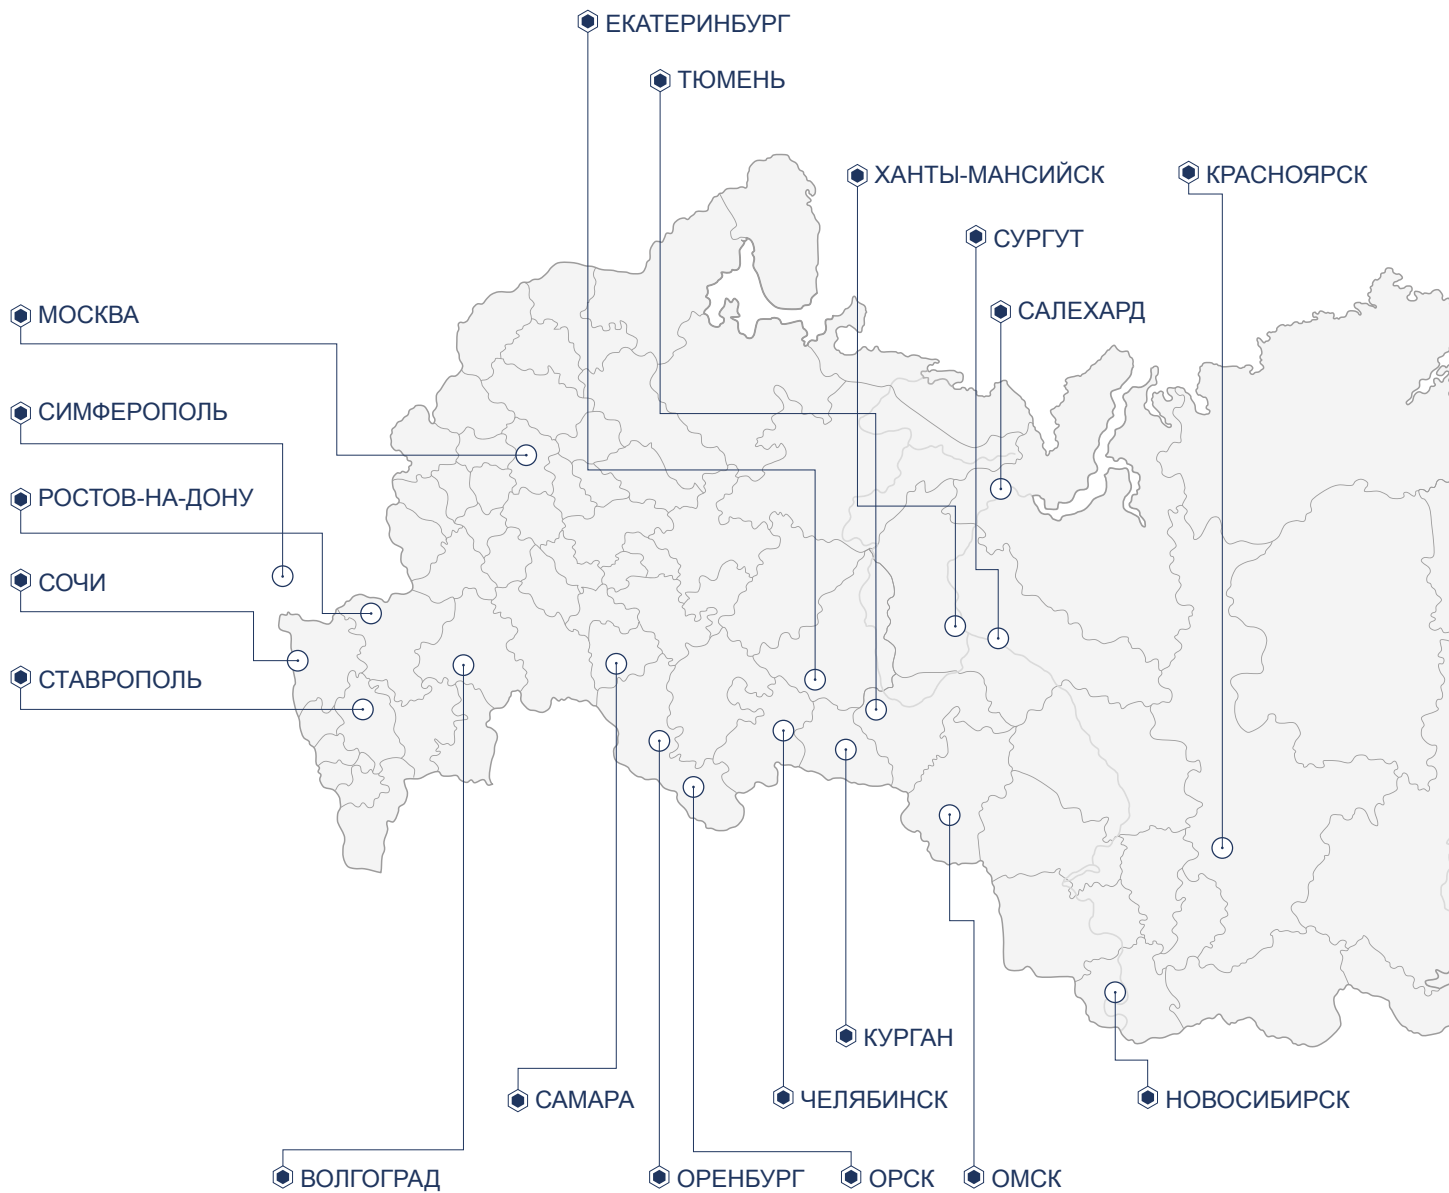 ЕКАТЕРИНБУРГ
ТЮМЕНЬ
ХАНТЫ-МАНСИЙСК
КРАСНОЯРСК
СУРГУТ
САЛЕХАРД
МОСКВА
СИМФЕРОПОЛЬ
РОСТОВ-НА-ДОНУ
СОЧИ
СТАВРОПОЛЬ
КУРГАН
САМАРА
ЧЕЛЯБИНСК
НОВОСИБИРСК
ВОЛГОГРАД
ОРЕНБУРГ
ОРСК
ОМСК